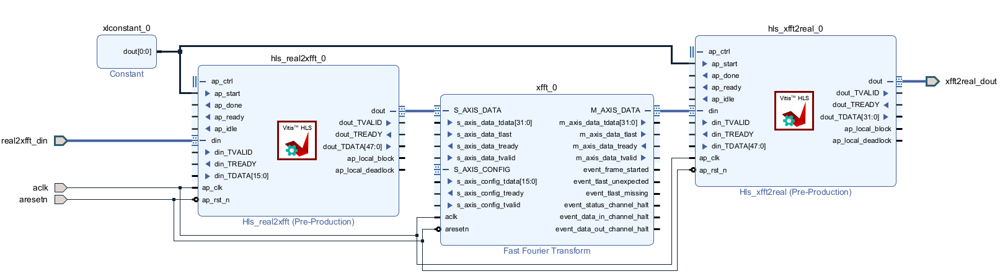 xlconstant_0
dout[0:0]
Constant
real2xfft_din
aclk
aresetn
hls_real2xfft_0
ap_ctrl
ap_start
ap_done
ap_ready
ap_idle
din
din_TVALID
din_TREADY
din_TDATA[15:0]
ap_clk
ap_rst_n
Vitis™ HLS
dout
dout_TVALID
dout_TREADY
dout_TDATA[47:0]
ap_local_block
ap_local_deadlock
Hls_real2xfft (Pre-Production)
xfft_0
S_AXIS_DATA
s_axis_data_tdata[31:0]
s_axis_data_tlast
s_axis_data_tready
s_axis_data_tvalid
S_AXIS_CONFIG
s_axis_config_tdata[15:0]
s_axis_config_tready
s_axis_config_tvalid
aclk
aresetn
M_AXIS_DATA
m_axis_data_tdata[31:0]
m_axis_data_tlast
m_axis_data_tready
m_axis_data_tvalid
event_frame_started
event_tlast_unexpected
event_tlast_missing
event_status_channel_halt
event_data_in_channel_halt
event_data_out_channel_halt
Fast Fourier Transform
hls_xfft2real_0
ap_ctrl
ap_start
ap_done
ap_ready
ap_idle
din
din_TVALID
din_TREADY
din_TDATA[47:0]
ap_clk
ap_rst_n
Vitis™ HLS
dout
dout_TVALID
dout_TREADY
dout_TDATA[31:0]
ap_local_block
ap_local_deadlock
Hls_xfft2real (Pre-Production)
xfft2real_dout